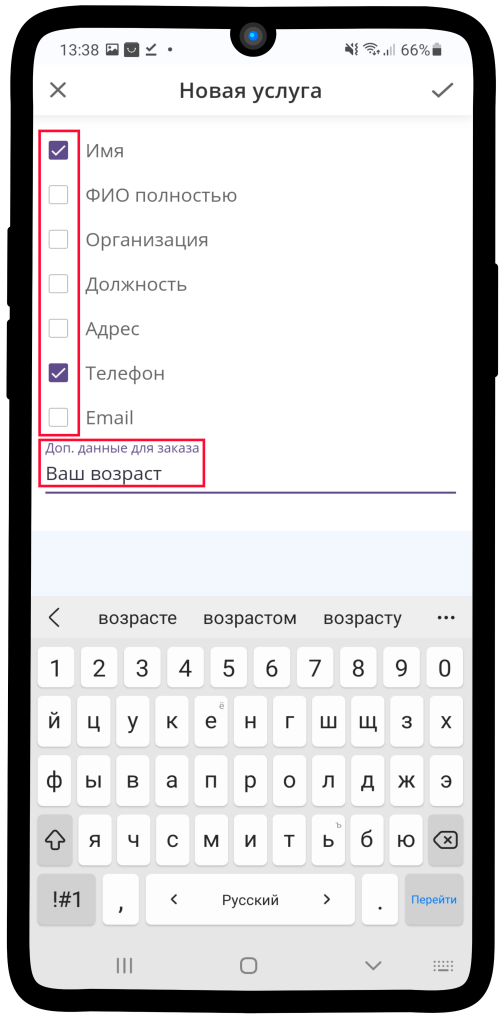 13:38 66%
Новая услуга
Имя
ФИО полностью
Организация
Должность
Адрес
Телефон
Email
Доп. данные для заказа
Ваш возраст
возрасте возрастом возрасту
1 2 3 4 5 6 7 8 9 0
й ц у к е ё н г ш щ з х
ф ы в а п р о л д ж э
я ч с м и т ь ъ б ю
!#1 , < Русский > . Перейти